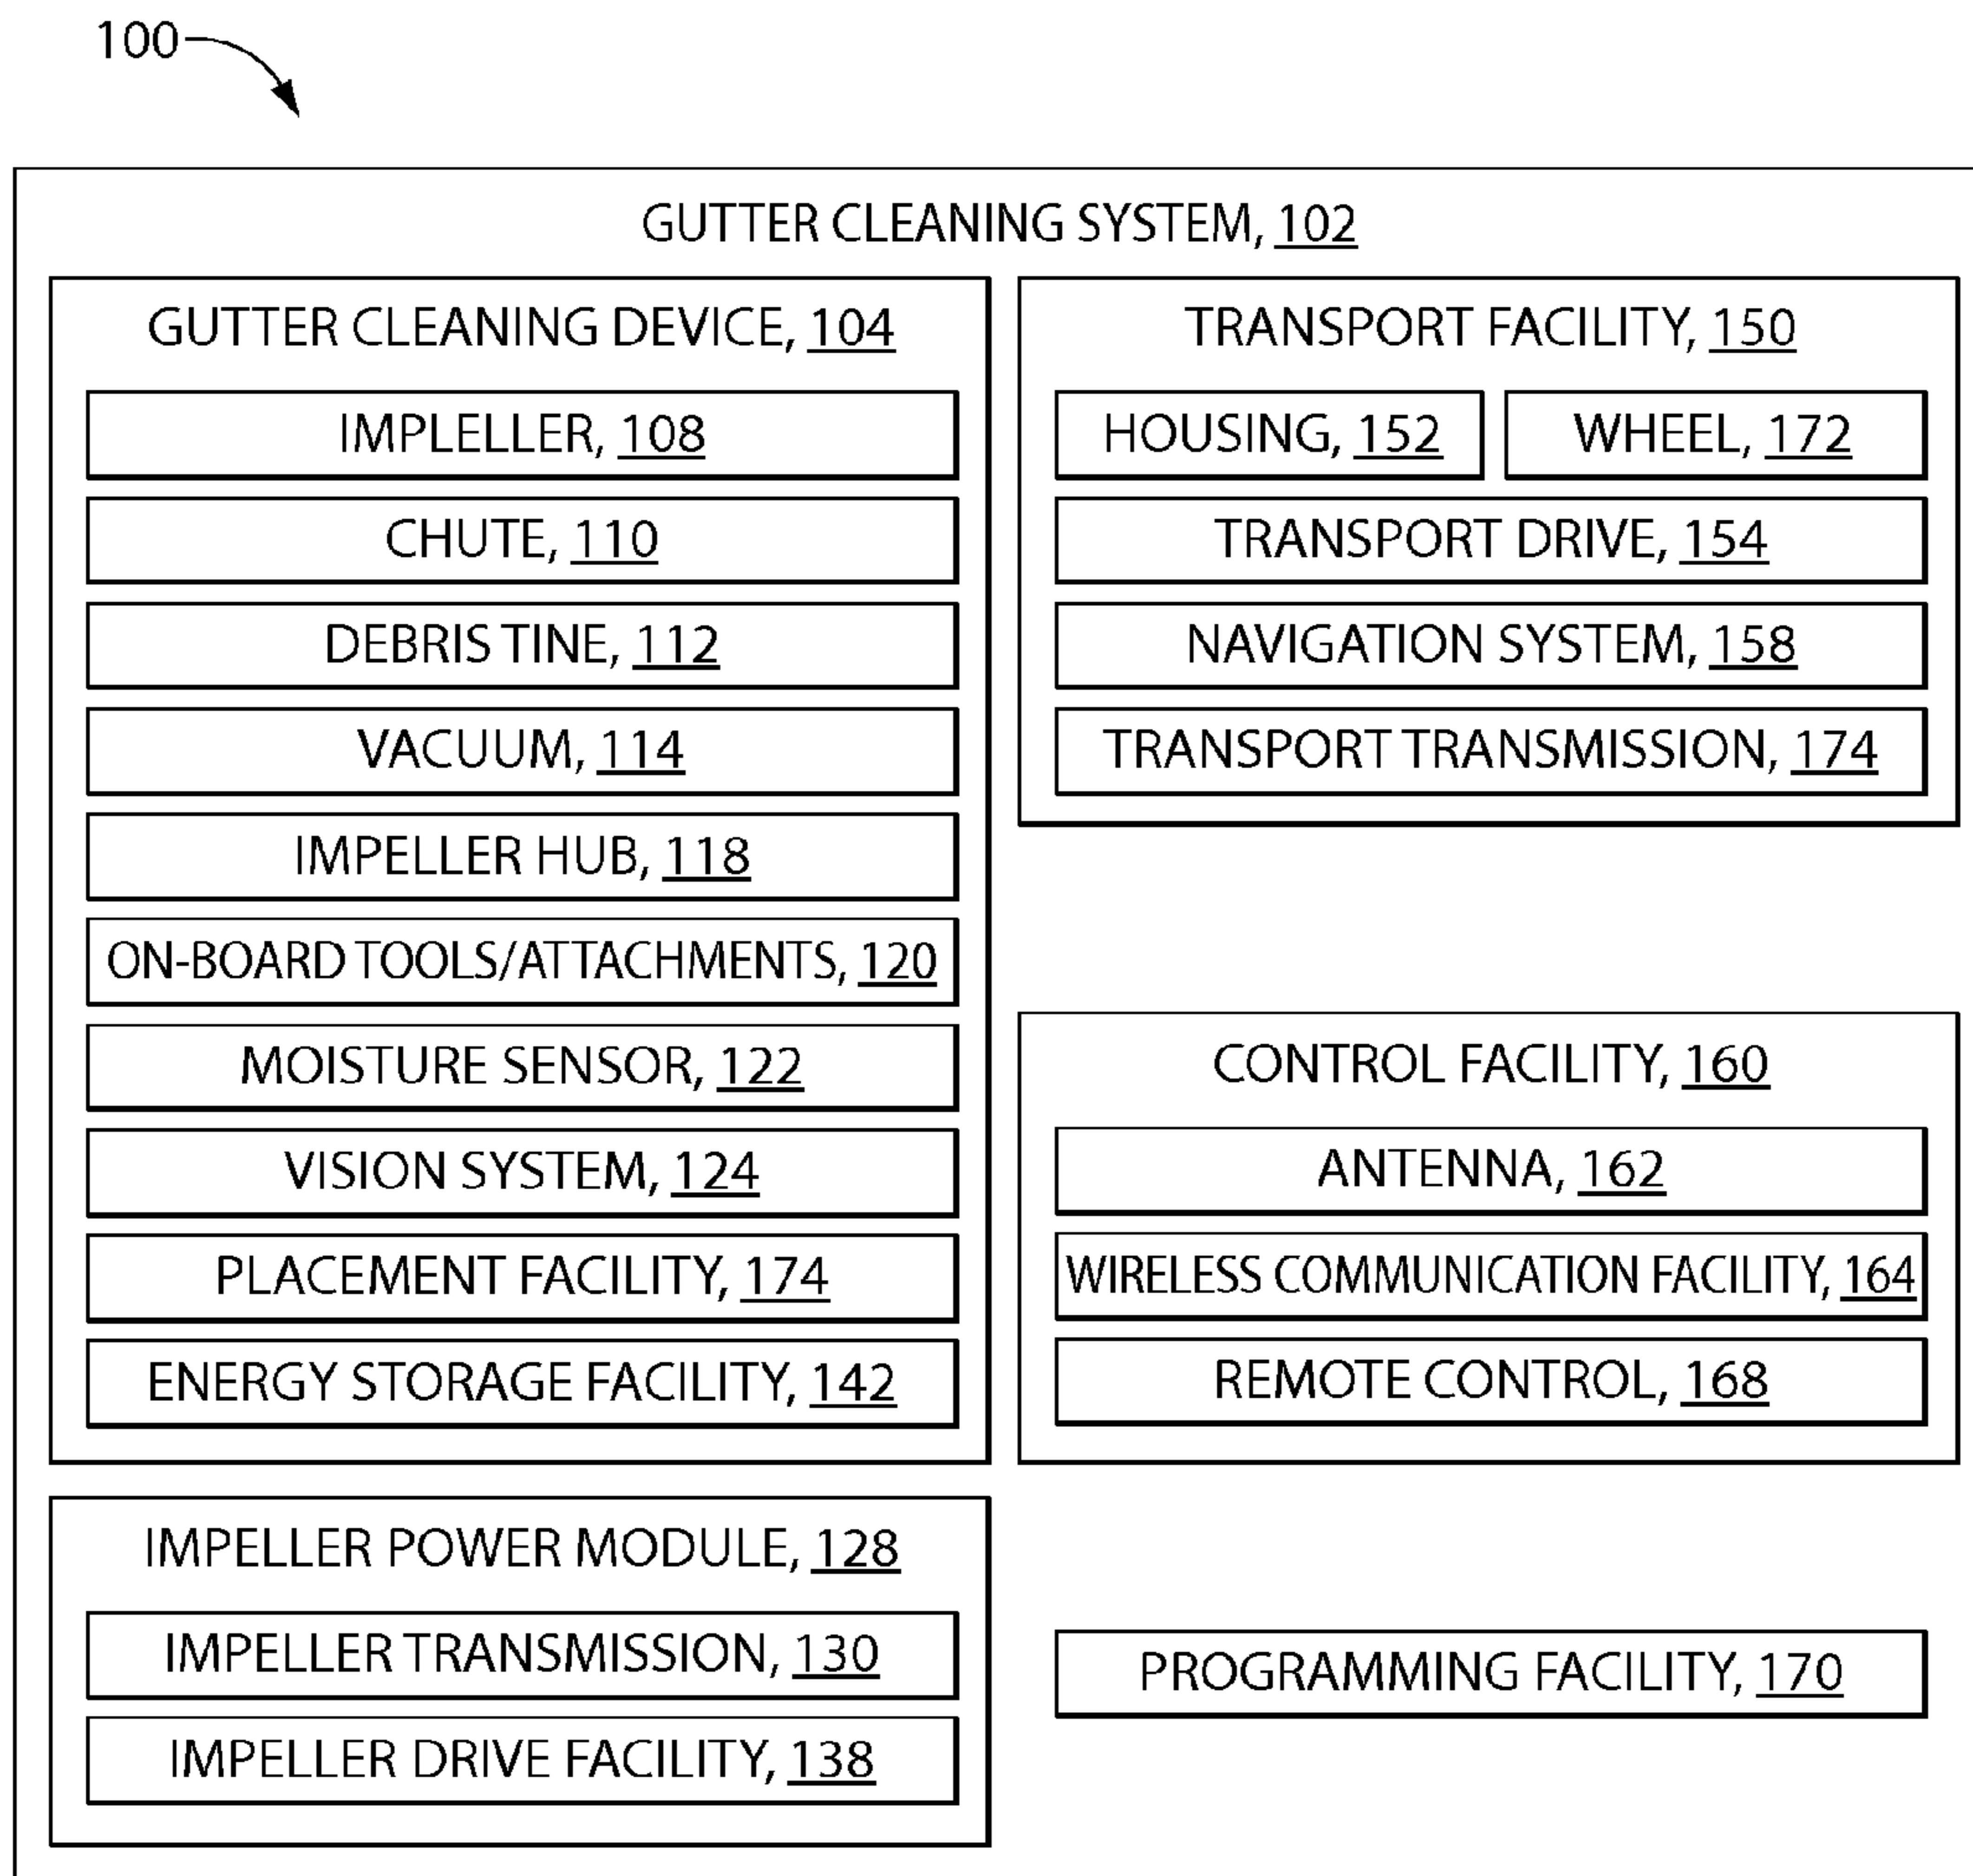 100
GUTTER CLEANING SYSTEM, 102
GUTTER CLEANING DEVICE, 104
IMPLELLER, 108
CHUTE, 110
DEBRIS TINE, 112
VACUUM, 114
IMPELLER HUB, 118
ON-BOARD TOOLS/ATTACHMENTS, 120
MOISTURE SENSOR, 122
VISION SYSTEM, 124
PLACEMENT FACILITY, 174
ENERGY STORAGE FACILITY, 142
IMPELLER POWER MODULE, 128
IMPELLER TRANSMISSION, 130
IMPELLER DRIVE FACILITY, 138
TRANSPORT FACILITY, 150
HOUSING, 152
WHEEL, 172
TRANSPORT DRIVE, 154
NAVIGATION SYSTEM, 158
TRANSPORT TRANSMISSION, 174
CONTROL FACILITY, 160
ANTENNA, 162
WIRELESS COMMUNICATION FACILITY, 164
REMOTE CONTROL, 168
PROGRAMMING FACILITY, 170